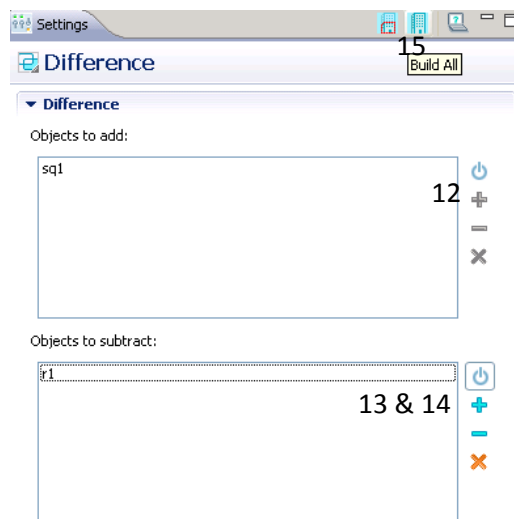 Settings
15
Difference
Build All
Difference
Objects to add:
sq1
12
Objects to subtract:
r1
13 & 14